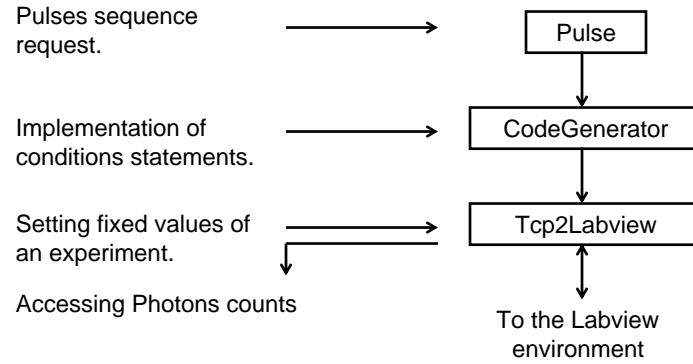 Pulses sequence
request.
Pulse
Implementation of
conditions statements.
CodeGenerator
Setting fixed values of
an experiment.
Tcp2Labview
Accessing Photons counts
To the Labview
environment